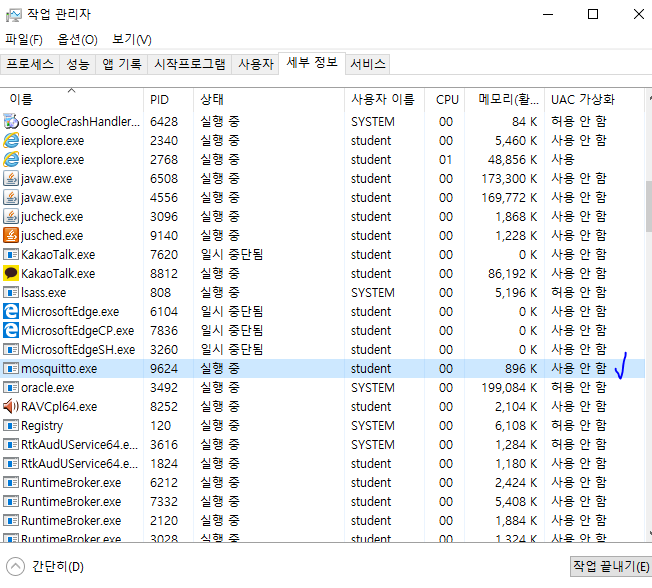 작업 관리자
파일(F) 옵션(O) 보기(V)
프로세스 성능 앱 기록 시작프로그램 사용자 세부 정보 서비스
이름 PID 상태 사용자 이름 CPU 메모리(활... UAC 가상화
GoogleCrashHandler... 6428 실행 중 SYSTEM 00 84 K 허용 안 함
iexplore.exe 2340 실행 중 student 00 5,460 K 사용 안 함
iexplore.exe 2768 실행 중 student 01 48,856 K 사용
javaw.exe 6508 실행 중 student 00 173,300 K 사용 안 함
javaw.exe 4556 실행 중 student 00 169,772 K 사용 안 함
jucheck.exe 3096 실행 중 student 00 1,868 K 사용 안 함
jusched.exe 9140 실행 중 student 00 1,228 K 사용 안 함
KakaoTalk.exe 7620 일시 중단됨 student 00 0 K 사용 안 함
KakaoTalk.exe 8812 실행 중 student 00 86,192 K 사용 안 함
lsass.exe 808 실행 중 SYSTEM 00 5,196 K 허용 안 함
MicrosoftEdge.exe 6104 일시 중단됨 student 00 0 K 사용 안 함
MicrosoftEdgeCP.exe 7836 일시 중단됨 student 00 0 K 사용 안 함
MicrosoftEdgeSH.exe 3260 일시 중단됨 student 00 0 K 사용 안 함
mosquitto.exe 9624 실행 중 student 00 896 K 사용 안 함
oracle.exe 3492 실행 중 SYSTEM 00 199,084 K 허용 안 함
RAVCpl64.exe 8252 실행 중 student 00 2,104 K 사용 안 함
Registry 120 실행 중 SYSTEM 00 6,108 K 허용 안 함
RtkAudUService64.e... 3616 실행 중 SYSTEM 00 1,284 K 허용 안 함
RtkAudUService64.e... 1824 실행 중 student 00 1,180 K 사용 안 함
RuntimeBroker.exe 6212 실행 중 student 00 2,424 K 사용 안 함
RuntimeBroker.exe 7332 실행 중 student 00 5,408 K 사용 안 함
RuntimeBroker.exe 2120 실행 중 student 00 1,884 K 사용 안 함
RuntimeBroker.exe 3028 실행 중 student 00 1,324 K 사용 안 함
간단히(D) 작업 끝내기(E)